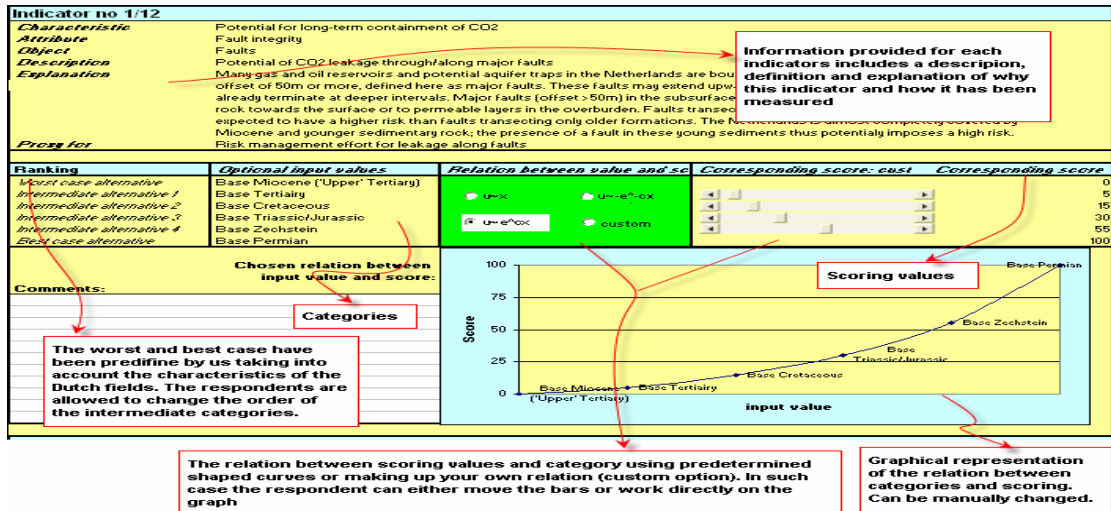 Indicator no 1/12
Characteristic Potential for long-term containment of CO2
Attribute Fault integrity
Object Faults
Description Potential of CO2 leakage through/along major faults
Explanation Many gas and oil reservoirs and potential aquifer traps in the Netherlands are bou
offset of 50m or more, defined here as major faults. These faults may extend upw
already terminate at deeper intervals. Major faults (offset >50m) in the subsurfac
rock towards the surface or to permeable layers in the overburden. Faults transec
expected to have a higher risk than faults transecting only older formations. The
Miocene and younger sedimentary rock; the presence of a fault in these young sediments thus potentialy imposes a high risk.
Proxy for Risk management effort for leakage along faults
Information provided for each
indicators includes a descripion,
definition and explanation of why
this indicator and how it has been
measured
Ranking Optional input values Relation between value and sc Corresponding score: cust Corresponding score
Worst case alternative Base Miocene ('Upper' Tertiary) 0
Intermediate alternative 1 Base Tertiairy 5
Intermediate alternative 2 Base Cretaceous 15
Intermediate alternative 3 Base Triassic/Jurassic 30
Intermediate alternative 4 Base Zechstein 55
Best case alternative Base Permian 100
u~x u~-e^-cx
u~e^cx custom
Chosen relation between
input value and score:
Comments:
Categories
Scoring values
The worst and best case have
been predifine by us taking into
account the characteristics of the
Dutch fields. The respondents are
allowed to change the order of
the intermediate categories.
100
75
50
25
0
Score
Base Permian
Base Zechstein
Base
Triassic/Jurassic
Base Cretaceous
Base Tertiairy
Base Miocene
('Upper' Tertiary)
input value
The relation between scoring values and category using predetermined
shaped curves or making up your own relation (custom option). In such
case the respondent can either move the bars or work directly on the
graph
Graphical representation
of the relation between
categories and scoring.
Can be manually changed.